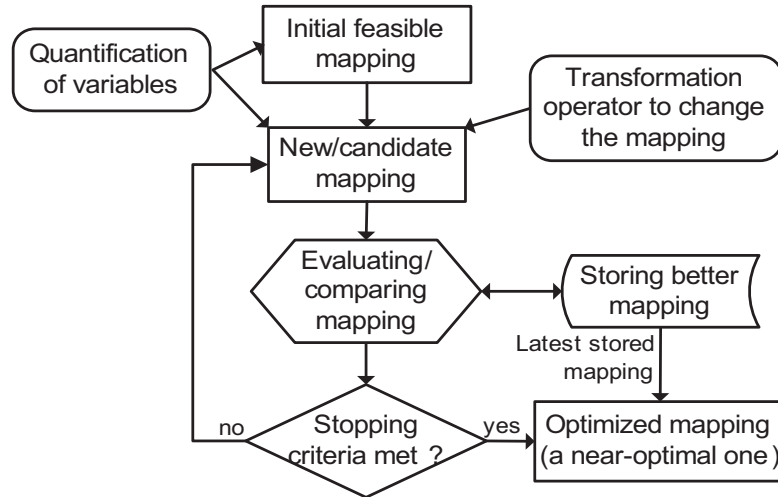 Quantification
of variables
Initial feasible
mapping
Transformation
operator to change
the mapping
New/candidate
mapping
Evaluating/
comparing
mapping
Storing better
mapping
Latest stored
mapping
no
Stopping
criteria met ?
yes
Optimized mapping
(a near-optimal one)